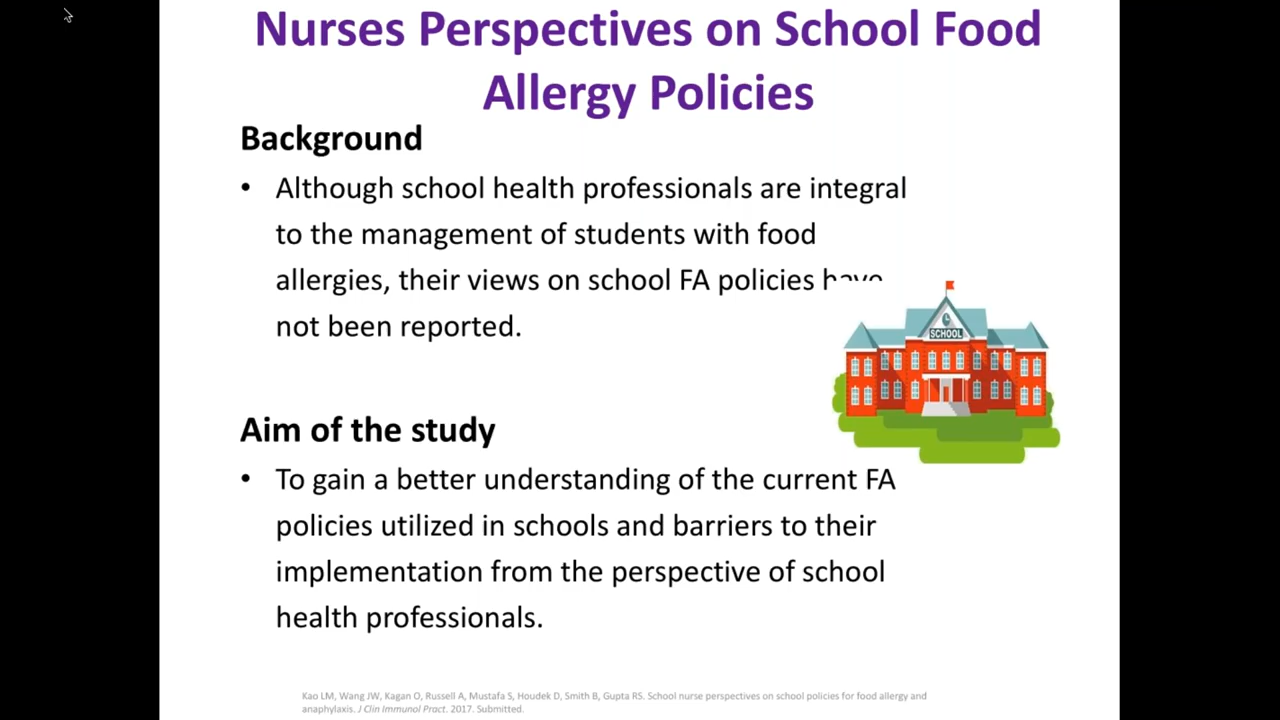 Nurses Perspectives on School Food
Allergy Policies
Background
• Although school health professionals are integral
to the management of students with food
allergies, their views on school FA policies have
not been reported.
SCHOOL
Aim of the study
• To gain a better understanding of the current FA
policies utilized in schools and barriers to their
implementation from the perspective of school
health professionals.
Kao LM, Wang JW, Kagan O, Russell A, Mustafa S, Houdek D, Smith B, Gupta RS. School nurse perspectives on school policies for food allergy and
anaphylaxis. J Clin Immunol Pract. 2017. Submitted.